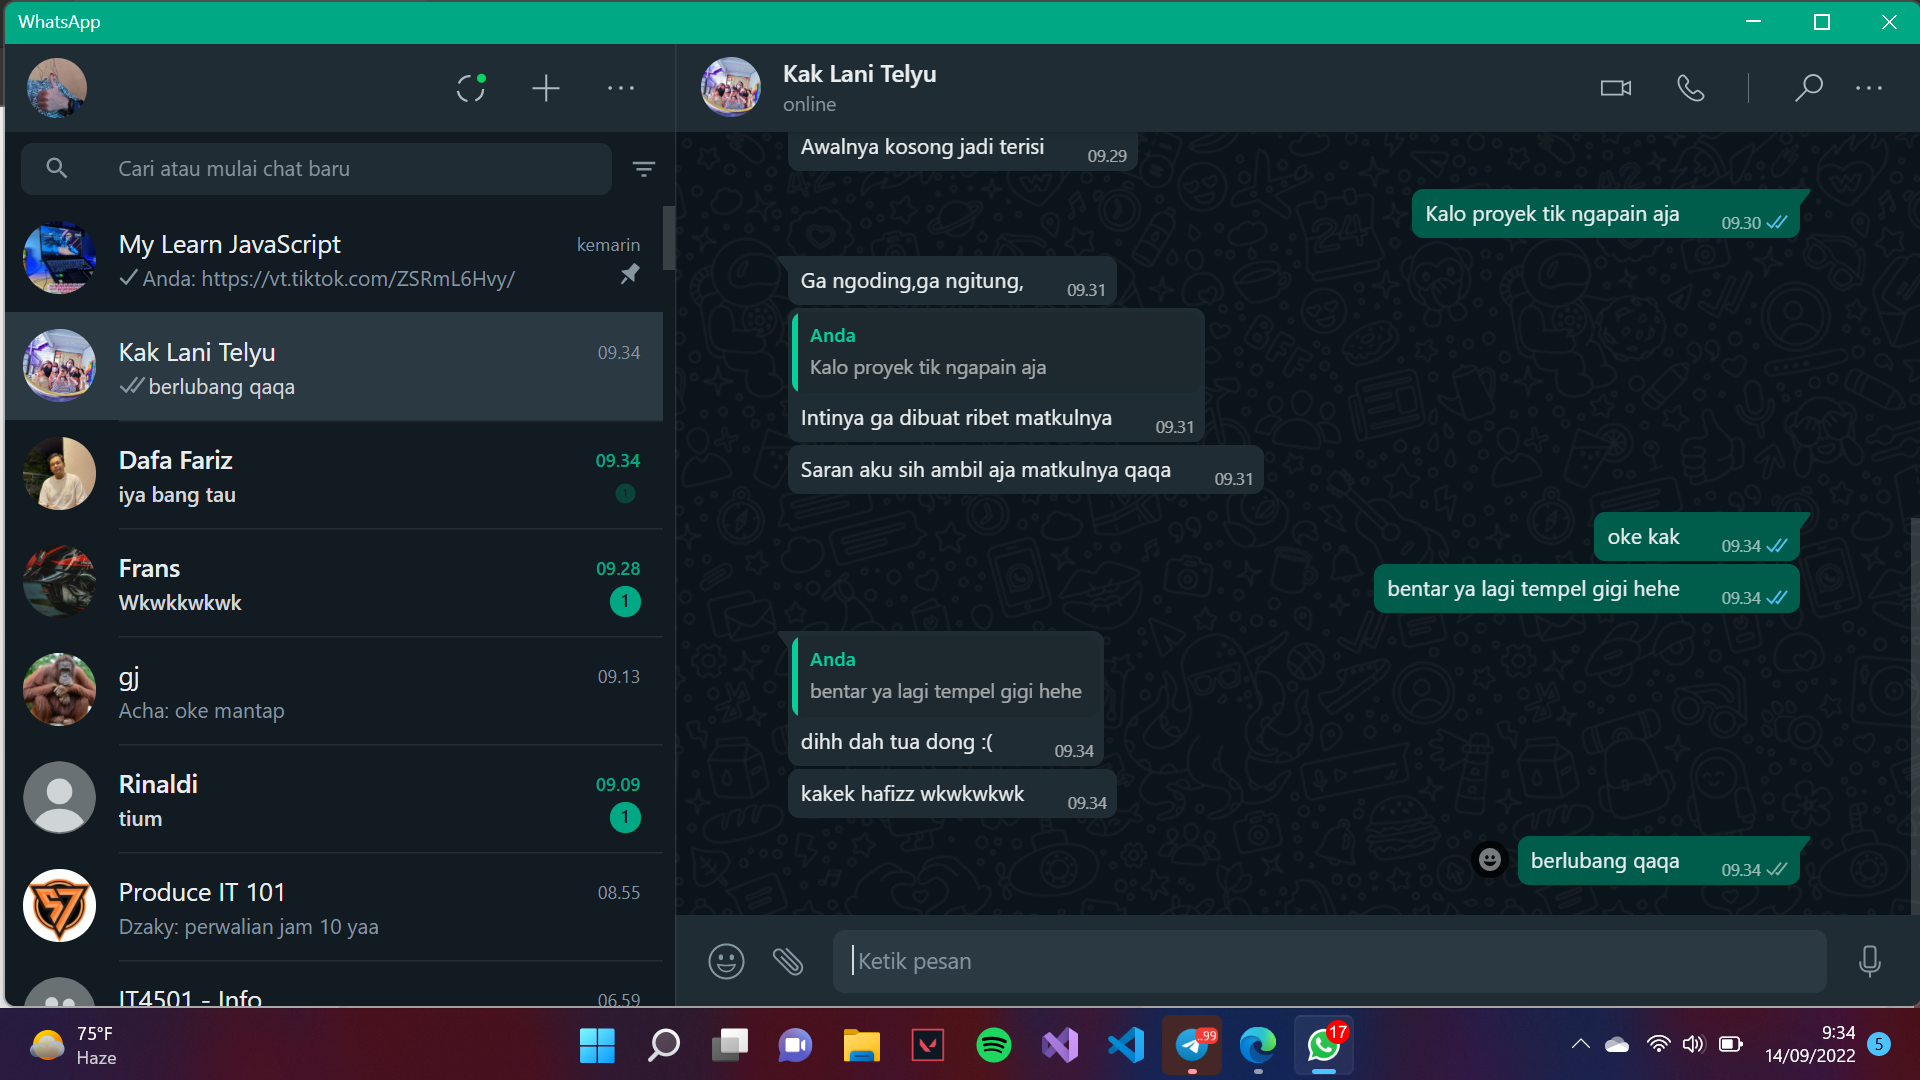 WhatsApp
Cari atau mulai chat baru
My Learn JavaScript
kemarin
Anda: https://vt.tiktok.com/ZSRmL6Hvy/
Kak Lani Telyu
09.34
berlubang qaqa
Dafa Fariz
09.34
iya bang tau
1
Frans
09.28
Wkwkkwkwk
1
gj
09.13
Acha: oke mantap
Rinaldi
09.09
tium
1
Produce IT 101
08.55
Dzaky: perwalian jam 10 yaa
IT4501 - Info
06.59
Kak Lani Telyu
online
Awalnya kosong jadi terisi
09.29
Kalo proyek tik ngapain aja
09.30
Ga ngoding,ga ngitung,
09.31
Anda
Kalo proyek tik ngapain aja
Intinya ga dibuat ribet matkulnya
09.31
Saran aku sih ambil aja matkulnya qaqa
09.31
oke kak
09.34
bentar ya lagi tempel gigi hehe
09.34
Anda
bentar ya lagi tempel gigi hehe
dihh dah tua dong :(
09.34
kakek hafizz wkwkwkwk
09.34
berlubang qaqa
09.34
Ketik pesan
75°F
Haze
..99
17
9:34
14/09/2022
5